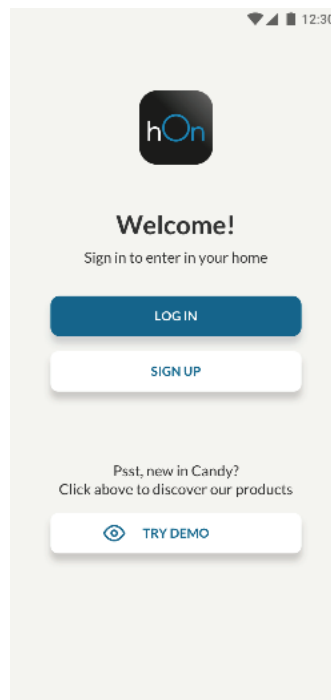 12:30
hOn
Welcome!
Sign in to enter in your home
LOG IN
SIGN UP
Psst, new in Candy?
Click above to discover our products
TRY DEMO